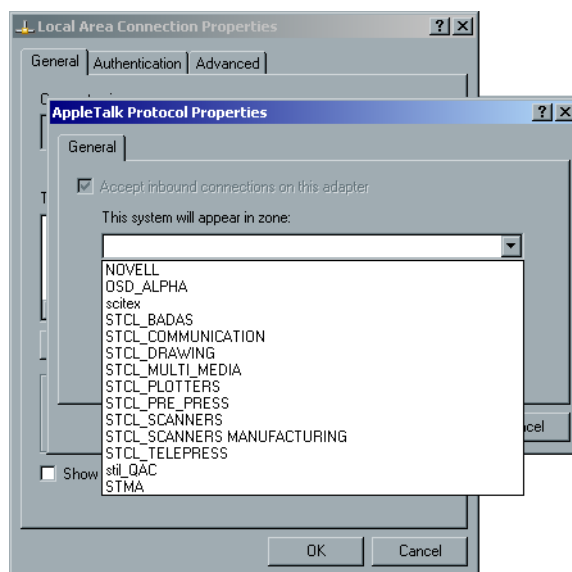 Local Area Connection Properties
General Authentication Advanced
AppleTalk Protocol Properties
General
Accept inbound connections on this adapter
This system will appear in zone:
NOVELL
OSD_ALPHA
scitex
STCL_BADAS
STCL_COMMUNICATION
STCL_DRAWING
STCL_MULTI_MEDIA
STCL_PLOTTERS
STCL_PRE_PRESS
STCL_SCANNERS
STCL_SCANNERS MANUFACTURING
STCL_TELEPRESS
stil_QAC
STMA
Show
OK Cancel